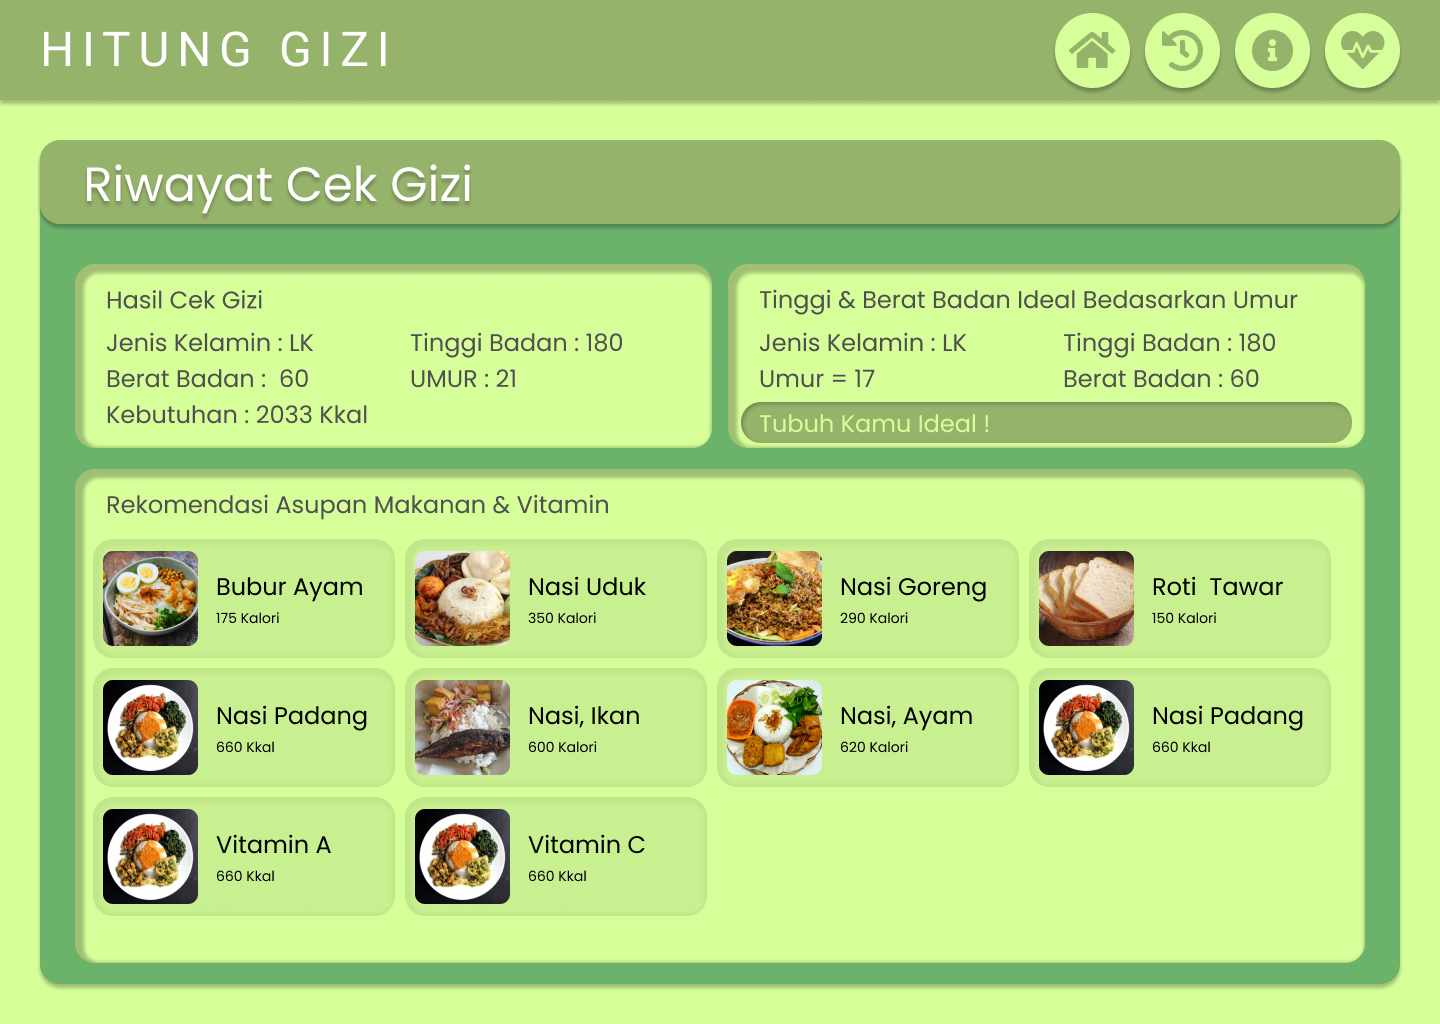 HITUNG GIZI
Riwayat Cek Gizi
Hasil Cek Gizi
Jenis Kelamin : LK
Tinggi Badan : 180
Berat Badan :  60
UMUR : 21
Kebutuhan : 2033 Kkal
Tinggi & Berat Badan Ideal Bedasarkan Umur
Jenis Kelamin : LK
Tinggi Badan : 180
Umur = 17
Berat Badan : 60
Tubuh Kamu Ideal !
Rekomendasi Asupan Makanan & Vitamin
Bubur Ayam
175 Kalori
Nasi Uduk
350 Kalori
Nasi Goreng
290 Kalori
Roti  Tawar
150 Kalori
Nasi Padang
660 Kkal
Nasi, Ikan
600 Kalori
Nasi, Ayam
620 Kalori
Nasi Padang
660 Kkal
Vitamin A
660 Kkal
Vitamin C
660 Kkal